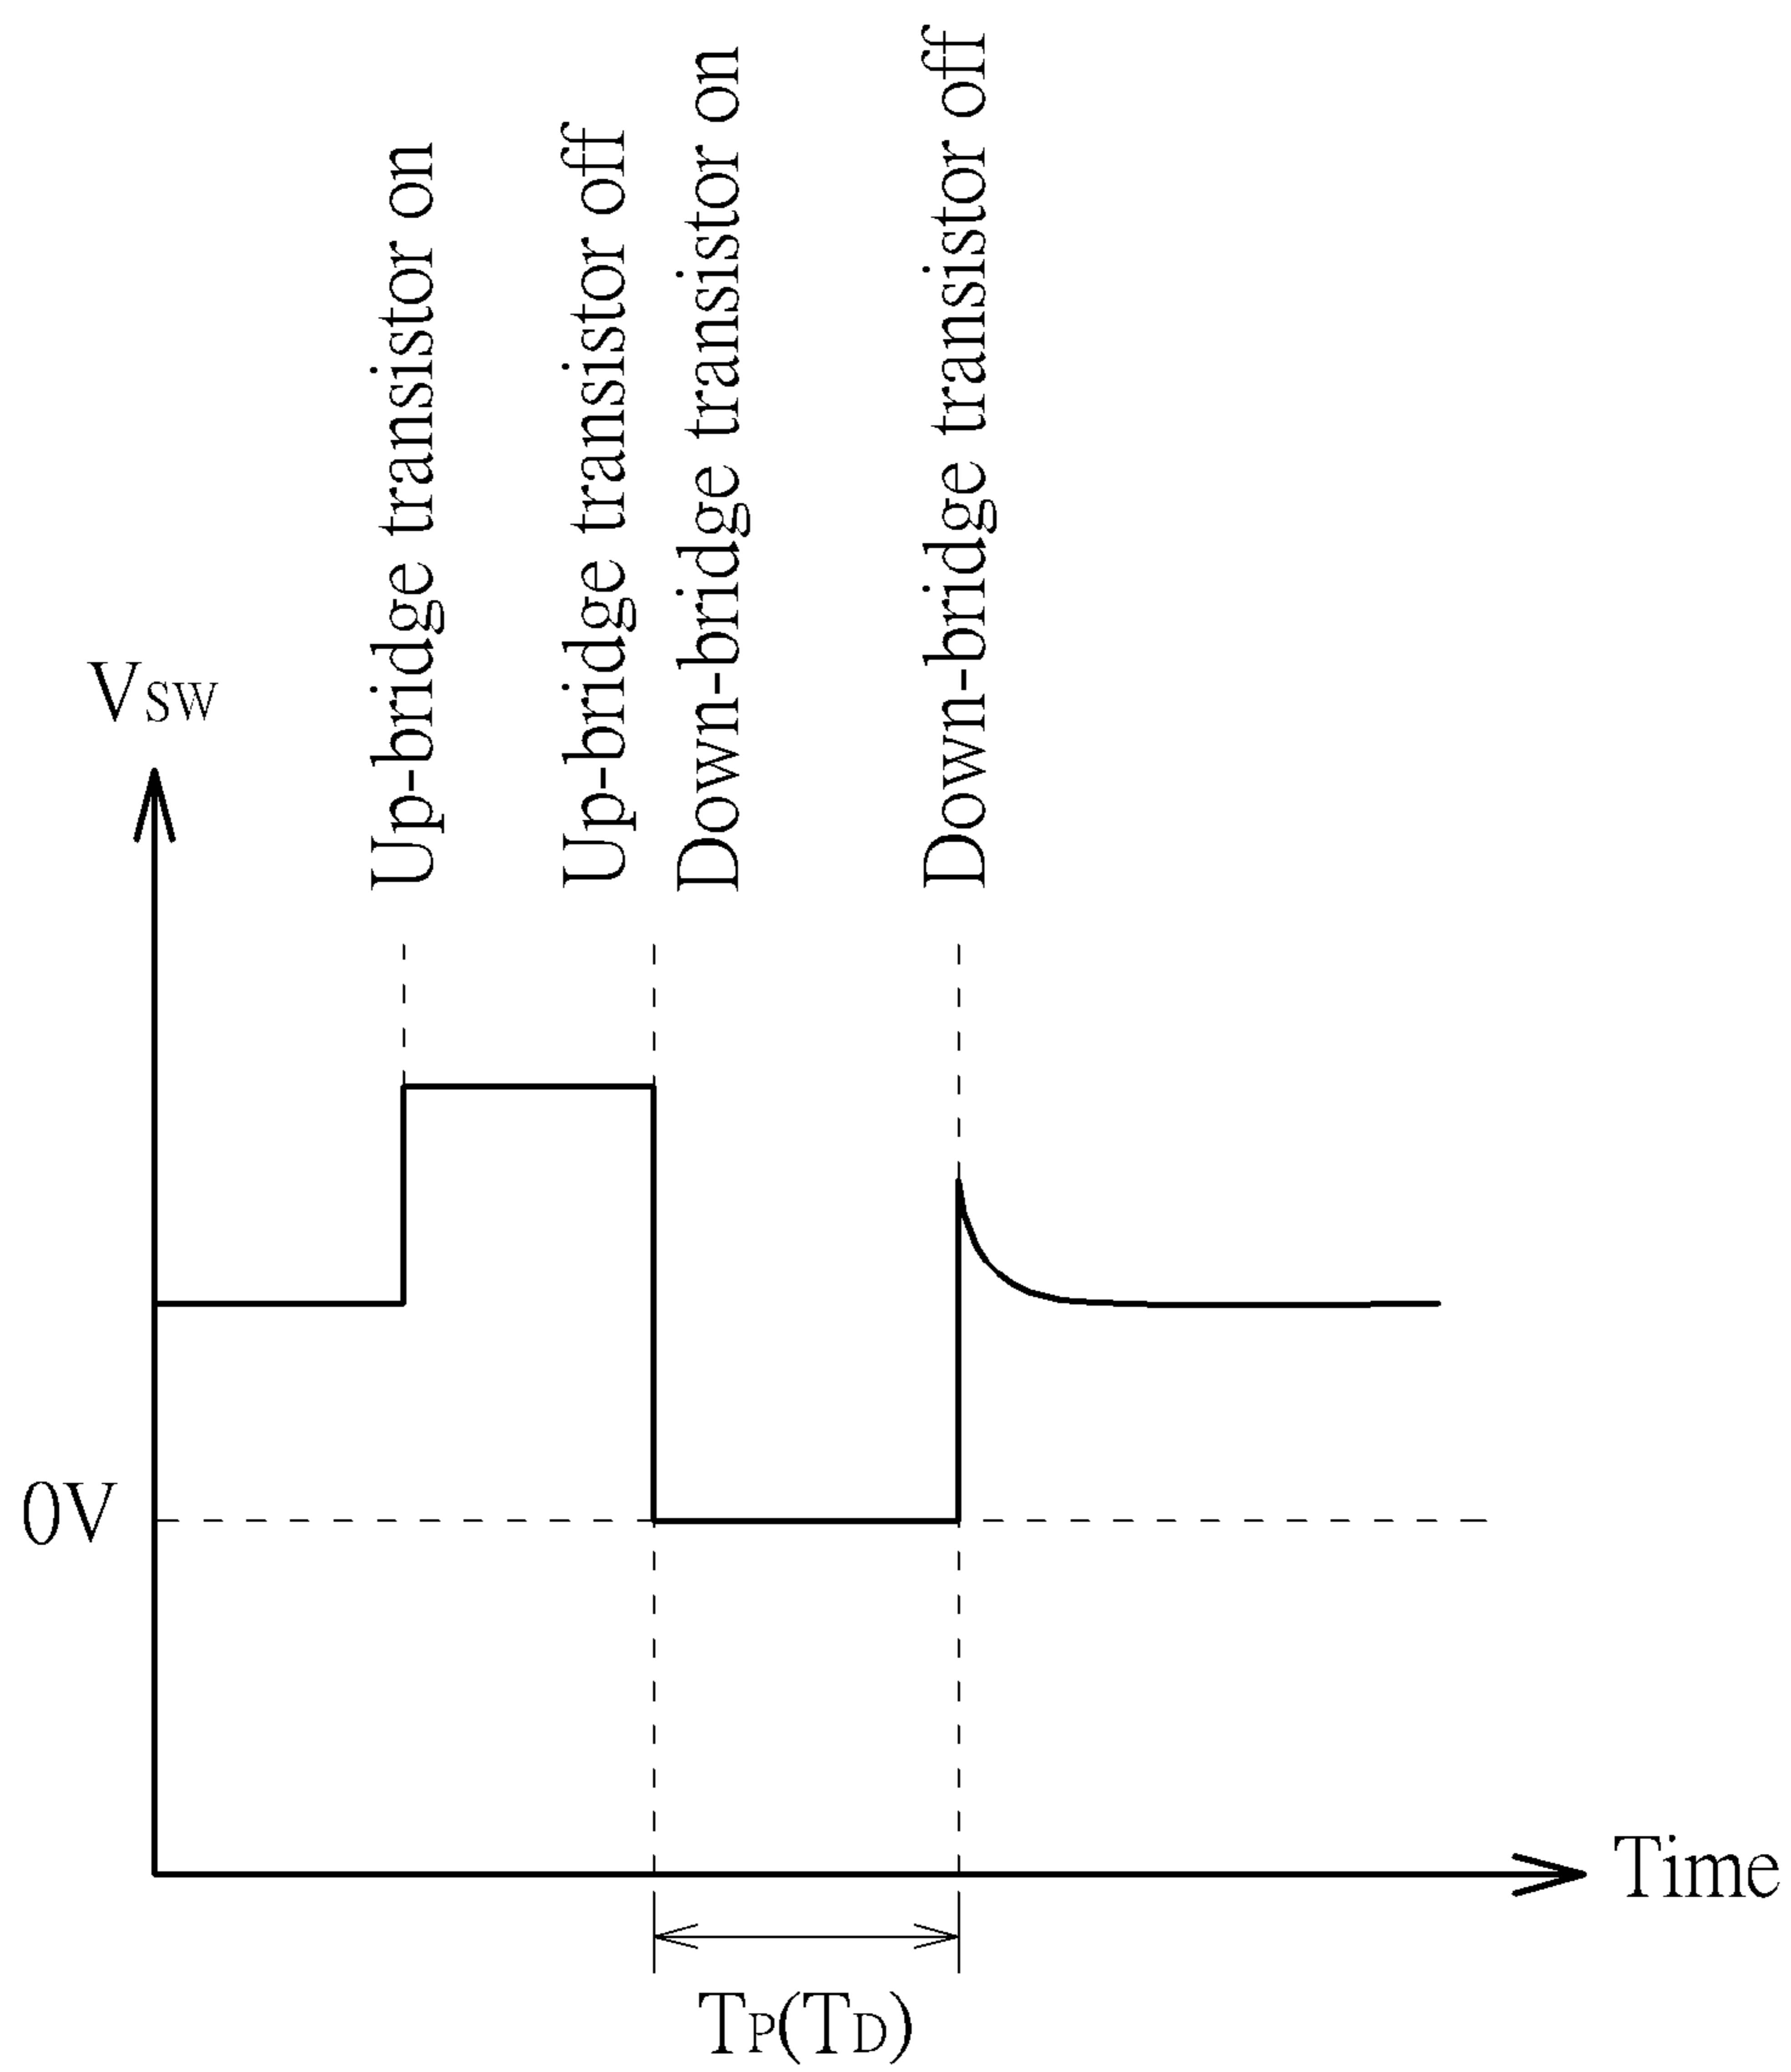 Up-bridge transistor on
Up-bridge transistor off
Down-bridge transistor on
Down-bridge transistor off
VSW
0V
Time
TP(TD)